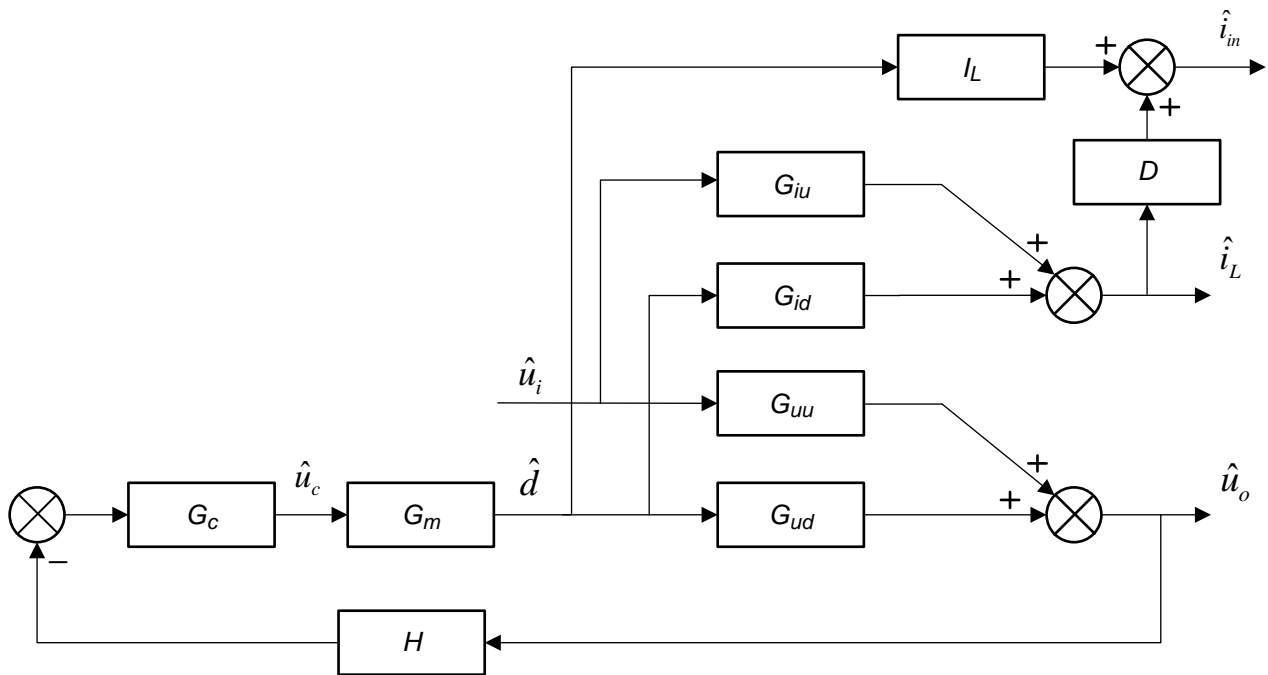 î_in
I_L
+
+
D
G_iu
+
î_L
G_id
+
û_i
G_uu
+
û_c
d̂
û_o
G_c
G_m
G_ud
+
−
H